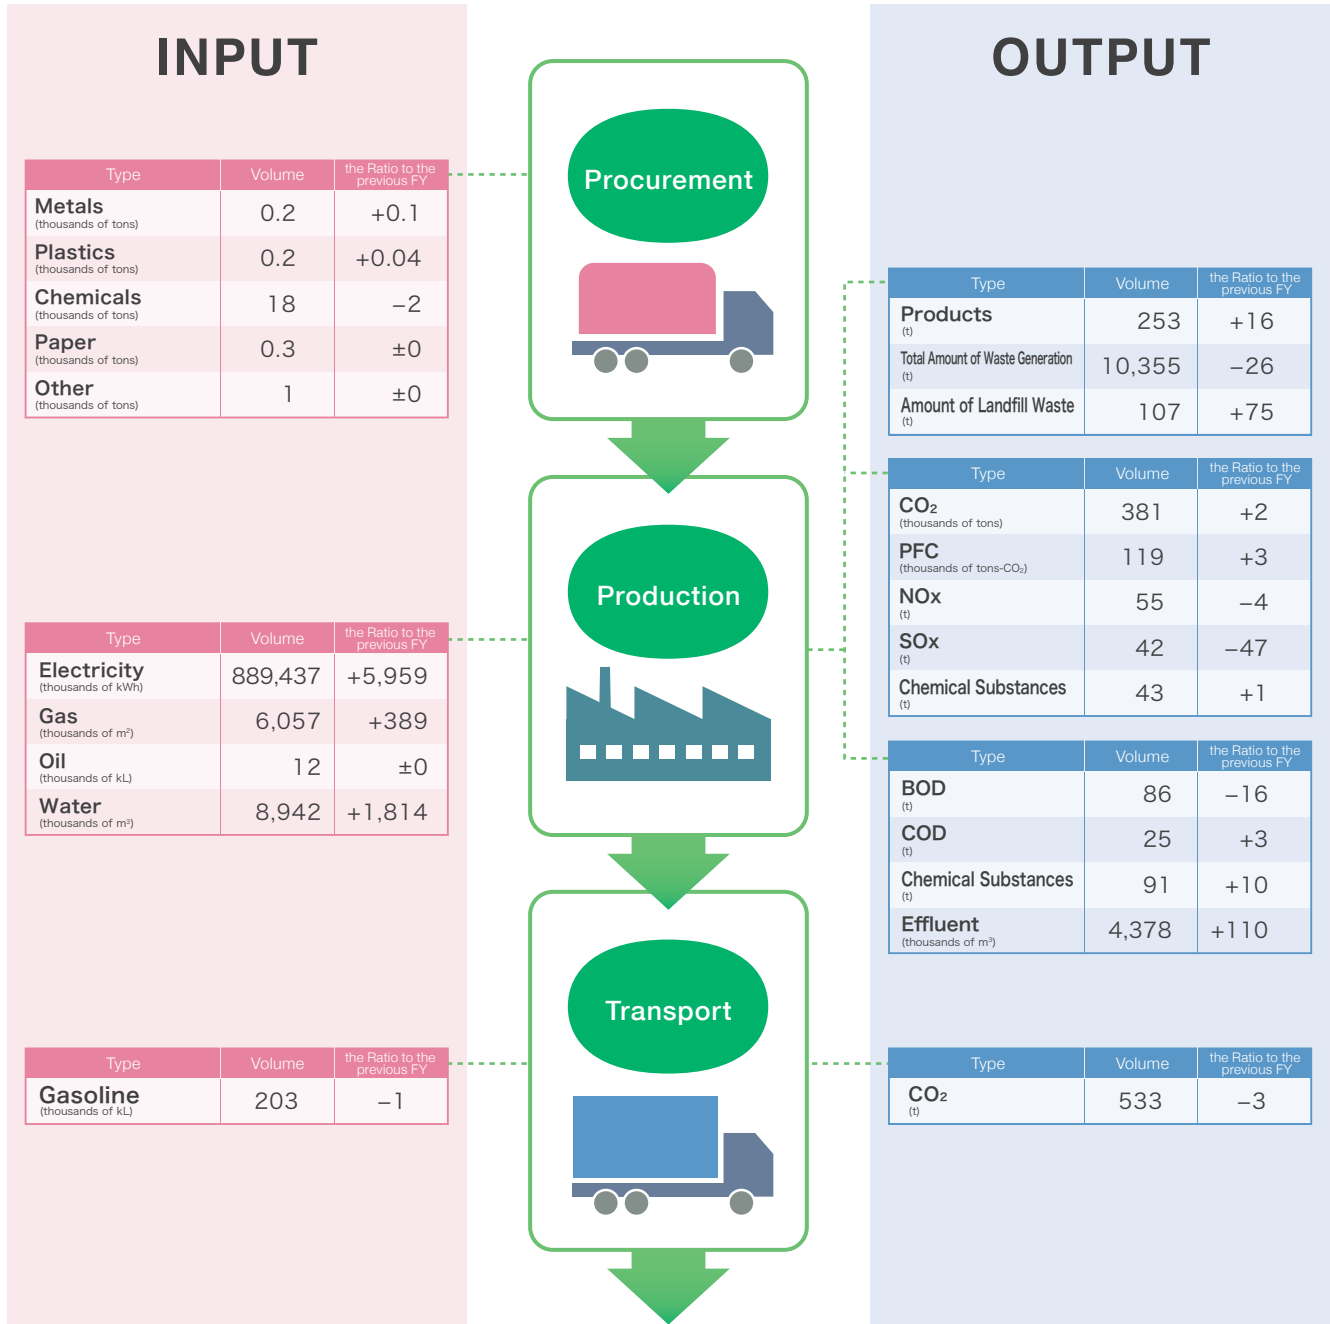 INPUT
OUTPUT
Procurement
Type Volume the Ratio to the previous FY
Metals 0.2 +0.1
(thousands of tons)
Plastics 0.2 +0.04
(thousands of tons)
Chemicals 18 −2
(thousands of tons)
Paper 0.3 ±0
(thousands of tons)
Other 1 ±0
(thousands of tons)
Type Volume the Ratio to the previous FY
Products 253 +16
(t)
Total Amount of Waste Generation 10,355 −26
(t)
Amount of Landfill Waste 107 +75
(t)
Type Volume the Ratio to the previous FY
CO₂ 381 +2
(thousands of tons)
PFC 119 +3
(thousands of tons-CO₂)
NOx 55 −4
(t)
SOx 42 −47
(t)
Chemical Substances 43 +1
(t)
Production
Type Volume the Ratio to the previous FY
Electricity 889,437 +5,959
(thousands of kWh)
Gas 6,057 +389
(thousands of m²)
Oil 12 ±0
(thousands of kL)
Water 8,942 +1,814
(thousands of m³)
Type Volume the Ratio to the previous FY
BOD 86 −16
(t)
COD 25 +3
(t)
Chemical Substances 91 +10
(t)
Effluent 4,378 +110
(thousands of m³)
Transport
Type Volume the Ratio to the previous FY
Gasoline 203 −1
(thousands of kL)
Type Volume the Ratio to the previous FY
CO₂ 533 −3
(t)